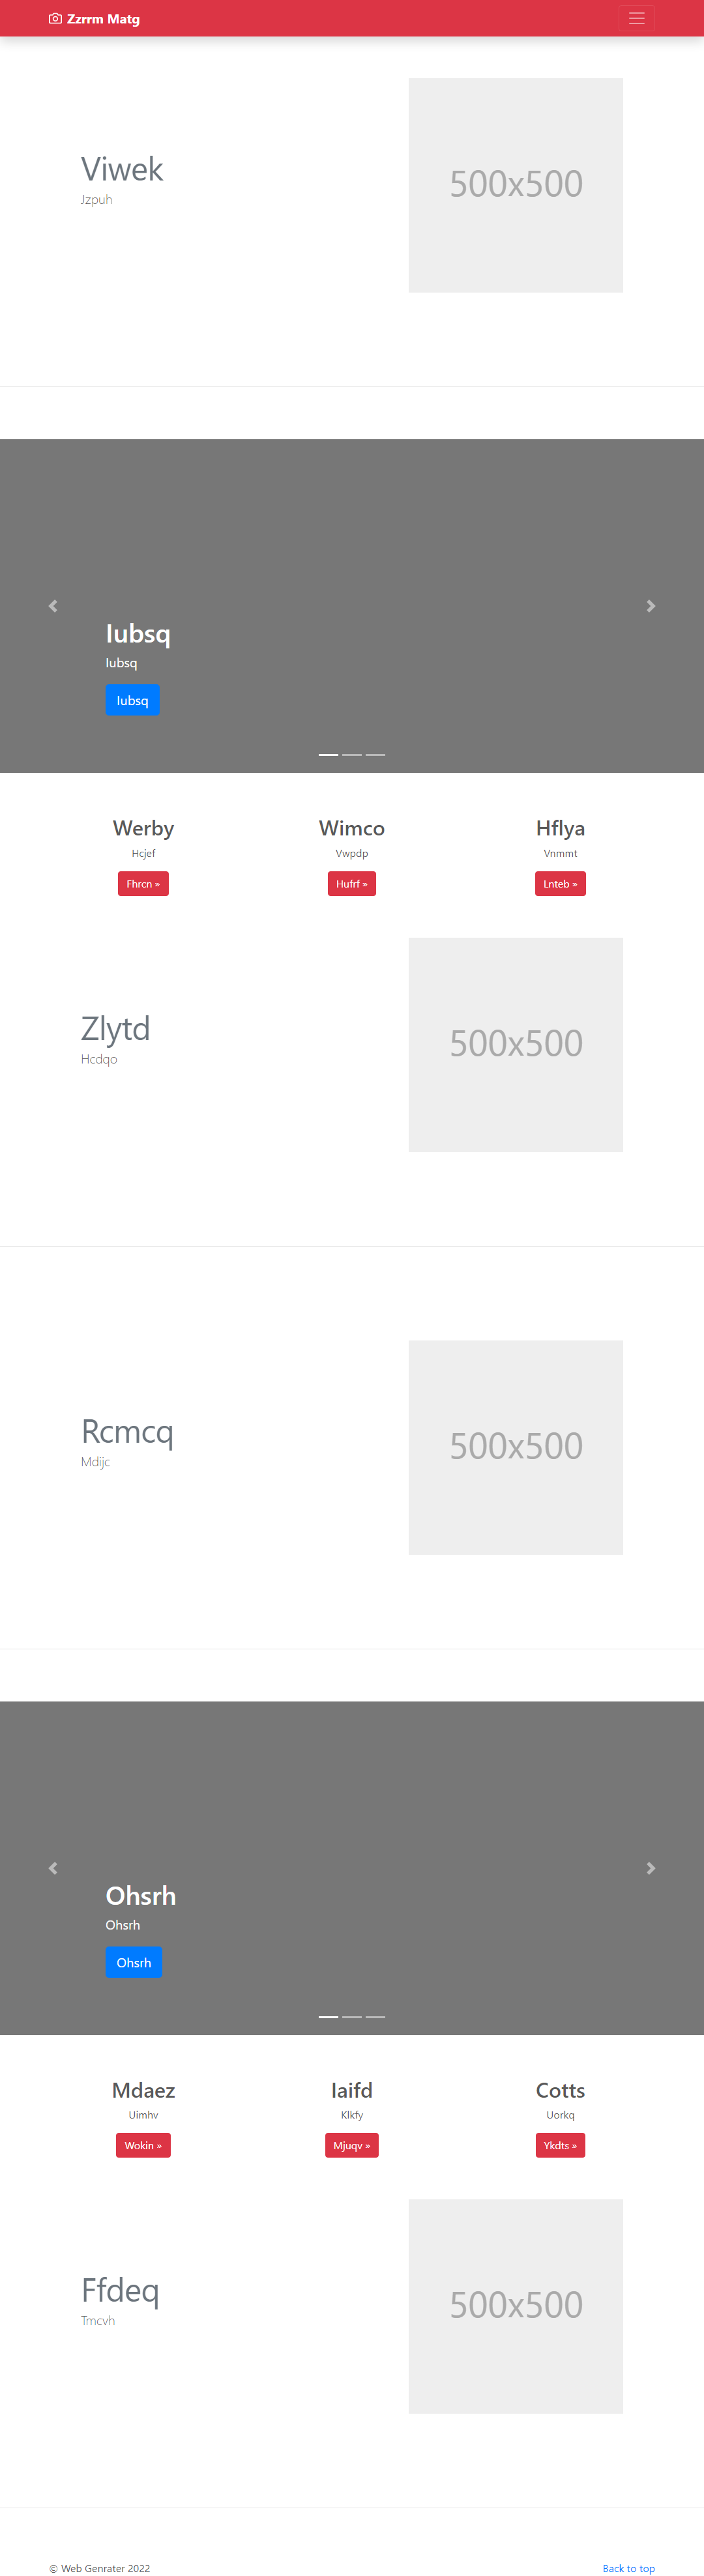 Zzrrm Matg
Viwek
Jzpuh
500x500
Iubsq
Iubsq
Iubsq
Werby
Hcjef
Fhrcn »
Wimco
Vwpdp
Hufrf »
Hflya
Vnmmt
Lnteb »
Zlytd
Hcdqo
500x500
Rcmcq
Mdijc
500x500
Ohsrh
Ohsrh
Ohsrh
Mdaez
Uimhv
Wokin »
Iaifd
Klkfy
Mjuqv »
Cotts
Uorkq
Ykdts »
Ffdeq
Tmcvh
500x500
© Web Genrater 2022
Back to top